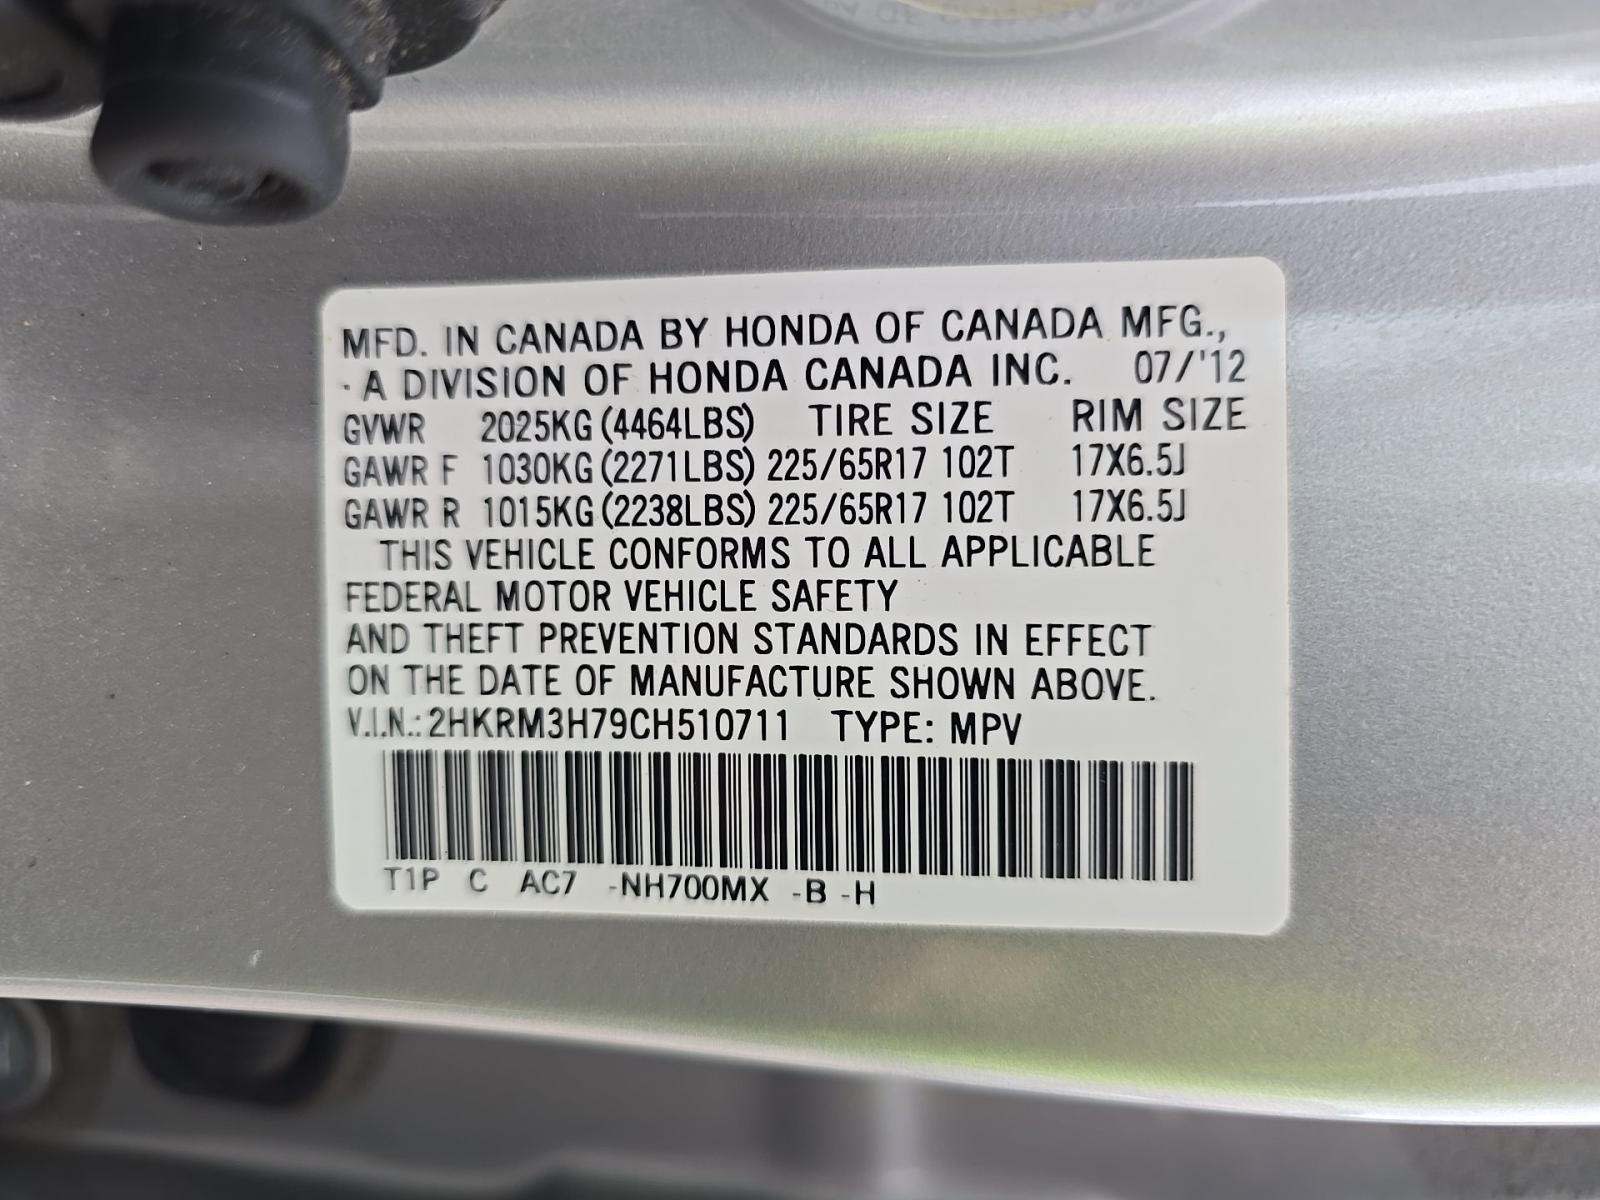 MFD. IN CANADA BY HONDA OF CANADA MFG.,
A DIVISION OF HONDA CANADA INC. 07/'12
GVWR 2025KG (4464LBS) TIRE SIZE RIM SIZE
GAWR F 1030KG (2271LBS) 225/65R17 102T 17X6.5J
GAWR R 1015KG (2238LBS) 225/65R17 102T 17X6.5J
THIS VEHICLE CONFORMS TO ALL APPLICABLE
FEDERAL MOTOR VEHICLE SAFETY
AND THEFT PREVENTION STANDARDS IN EFFECT
ON THE DATE OF MANUFACTURE SHOWN ABOVE.
V.I.N.: 2HKRM3H79CH510711 TYPE: MPV
T1P C AC7 -NH700MX -B -H